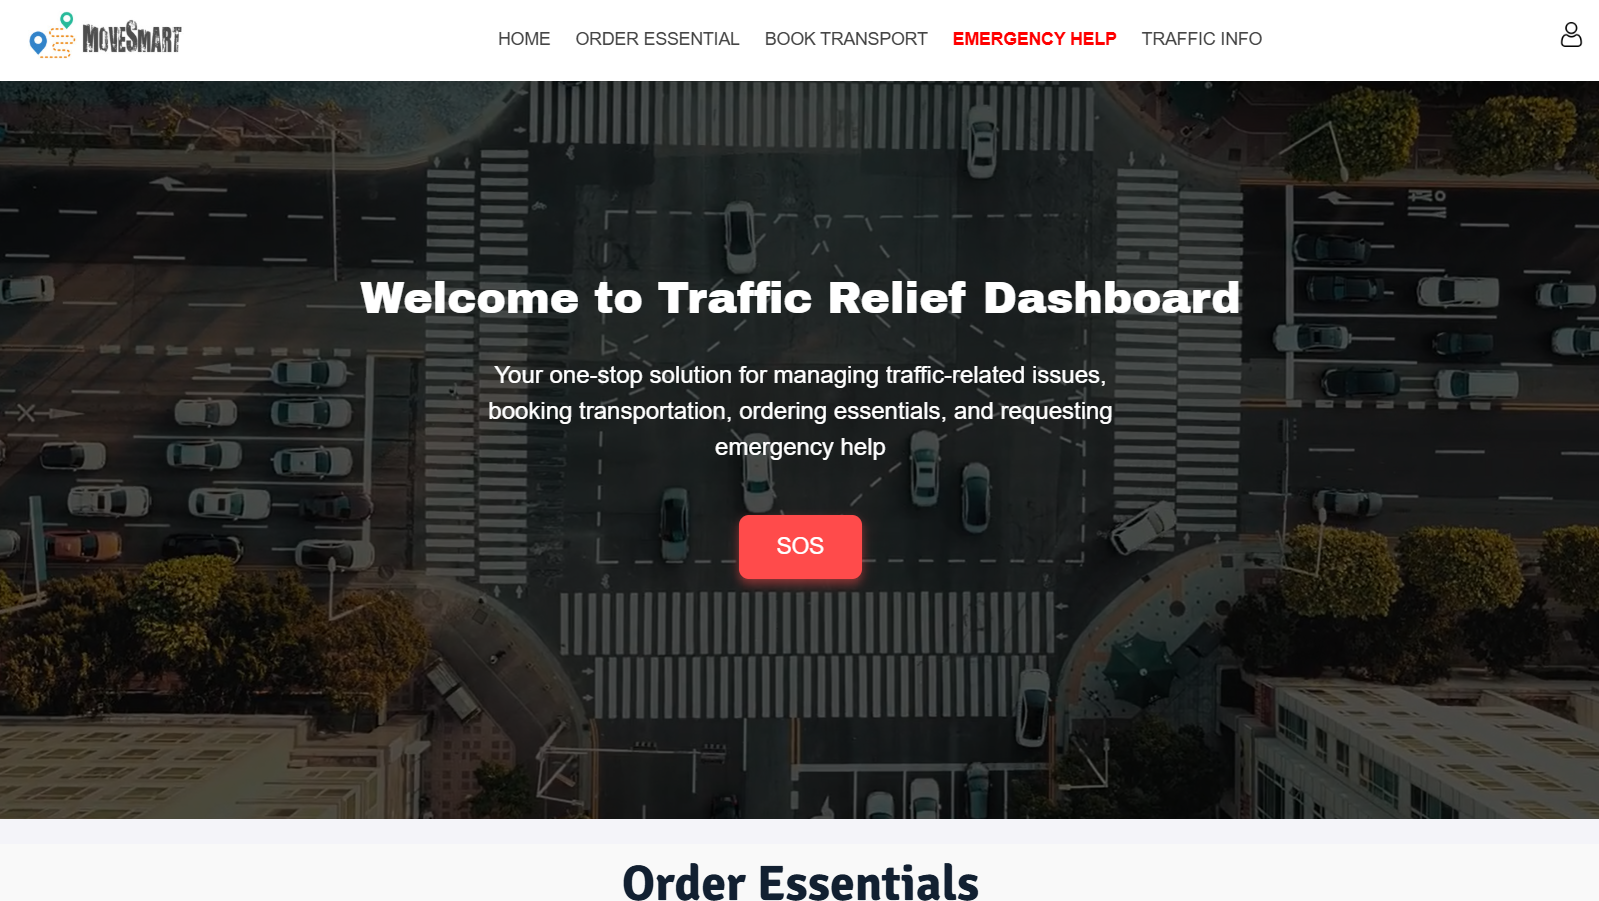 MoveSmart
HOME ORDER ESSENTIAL BOOK TRANSPORT EMERGENCY HELP TRAFFIC INFO
Welcome to Traffic Relief Dashboard
Your one-stop solution for managing traffic-related issues,
booking transportation, ordering essentials, and requesting
emergency help
SOS
Order Essentials